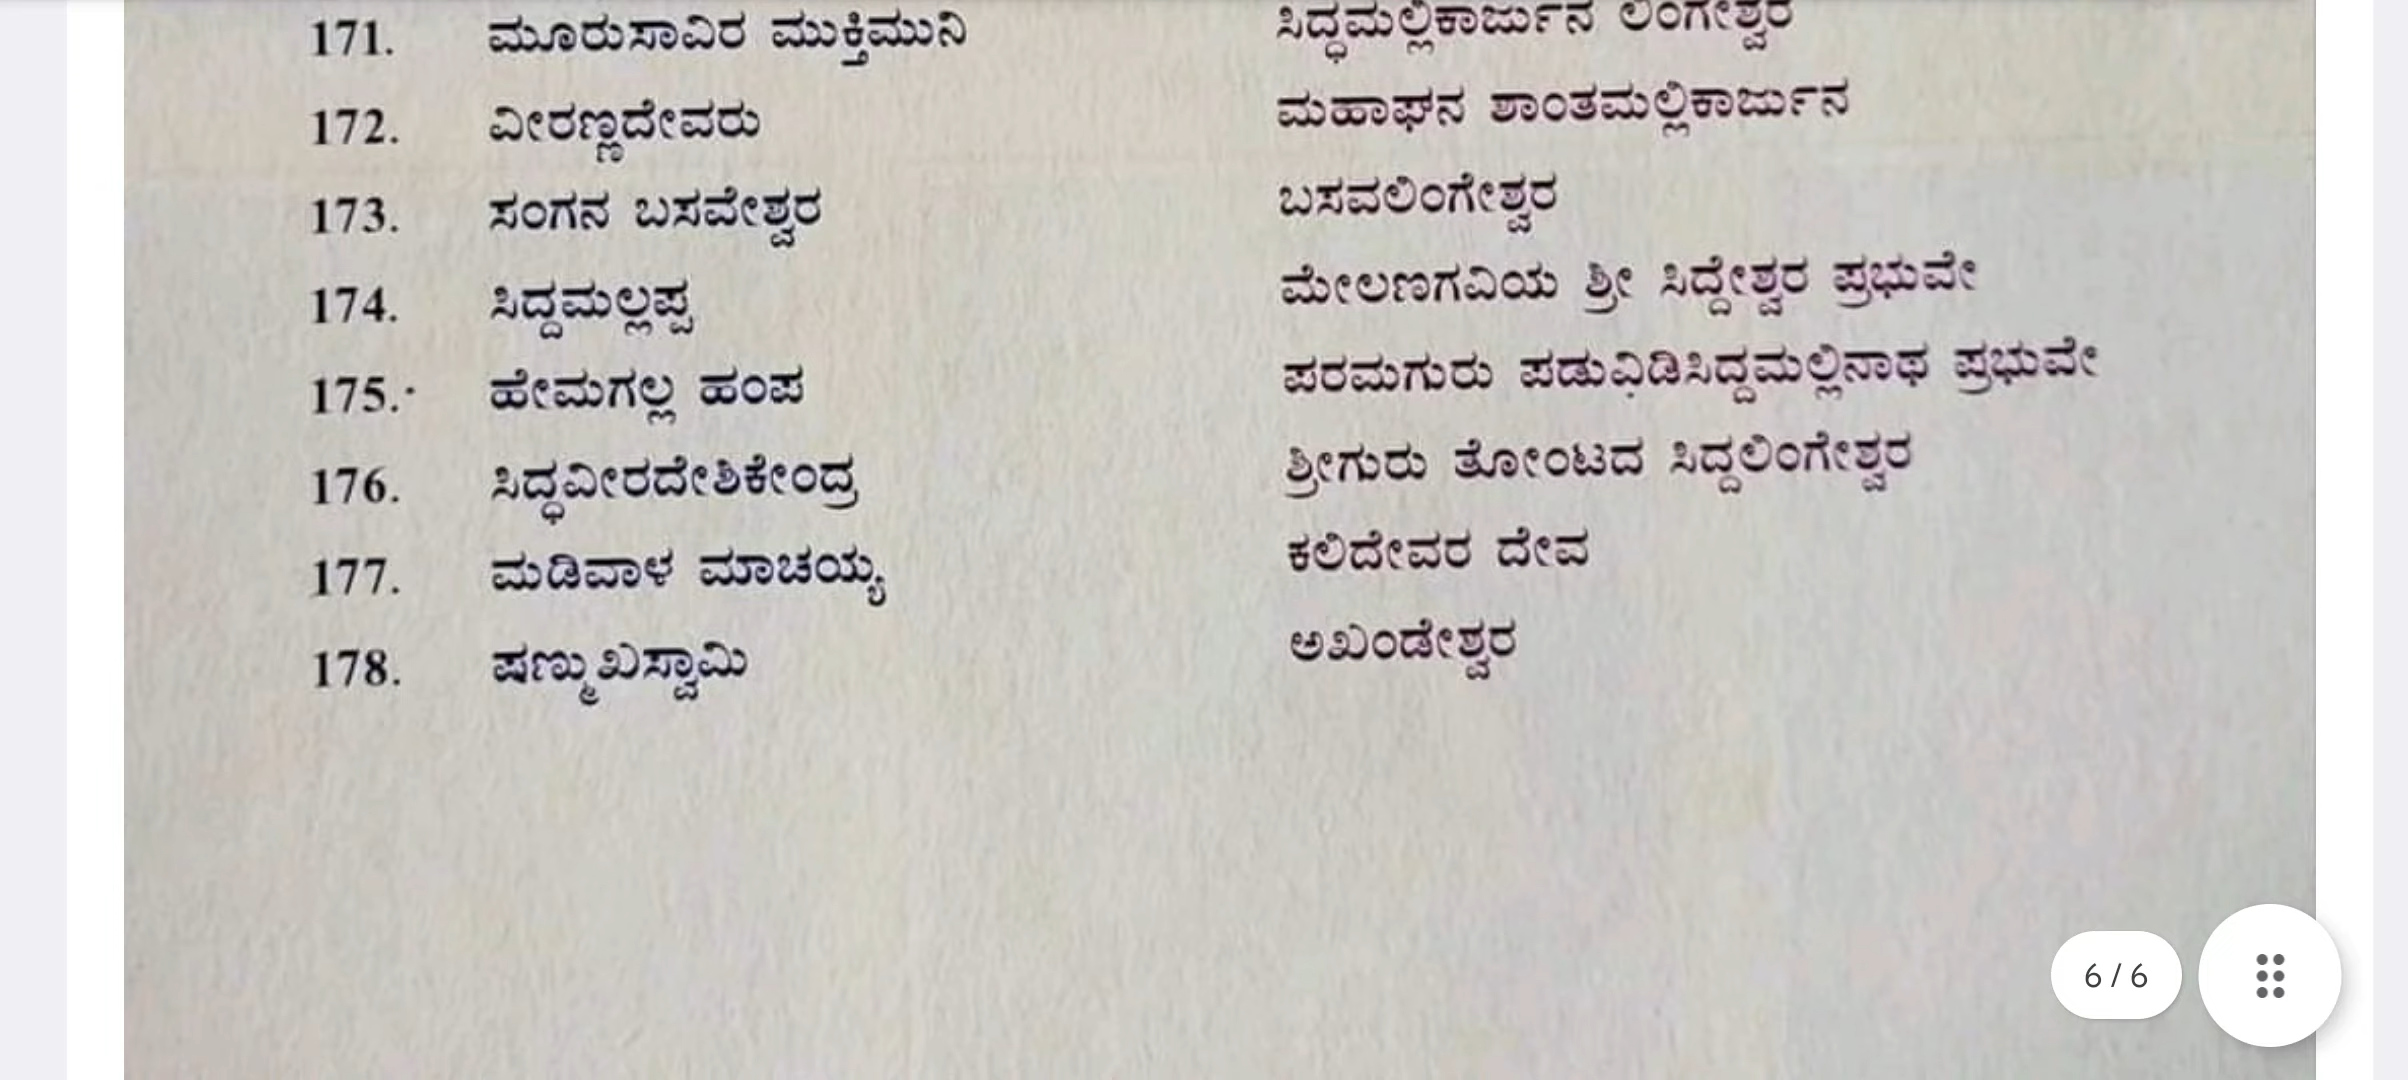 171. ಮೂರುಸಾವಿರ ಮುಕ್ತಿಮುನಿ ಸಿದ್ಧಮಲ್ಲಿಕಾರ್ಜುನ ಲಿಂಗೇಶ್ವರ
172. ವೀರಣ್ಣದೇವರು ಮಹಾಘನ ಶಾಂತಮಲ್ಲಿಕಾರ್ಜುನ
173. ಸಂಗನ ಬಸವೇಶ್ವರ ಬಸವಲಿಂಗೇಶ್ವರ
174. ಸಿದ್ದಮಲ್ಲಪ್ಪ ಮೇಲಣಗವಿಯ ಶ್ರೀ ಸಿದ್ದೇಶ್ವರ ಪ್ರಭುವೇ
175. ಹೇಮಗಲ್ಲ ಹಂಪ ಪರಮಗುರು ಪಡುವಿಡಿಸಿದ್ದಮಲ್ಲಿನಾಥ ಪ್ರಭುವೇ
176. ಸಿದ್ಧವೀರದೇಶಿಕೇಂದ್ರ ಶ್ರೀಗುರು ತೋಂಟದ ಸಿದ್ದಲಿಂಗೇಶ್ವರ
177. ಮಡಿವಾಳ ಮಾಚಯ್ಯ ಕಲಿದೇವರ ದೇವ
178. ಷಣ್ಮುಖಸ್ವಾಮಿ ಅಖಂಡೇಶ್ವರ
6 / 6